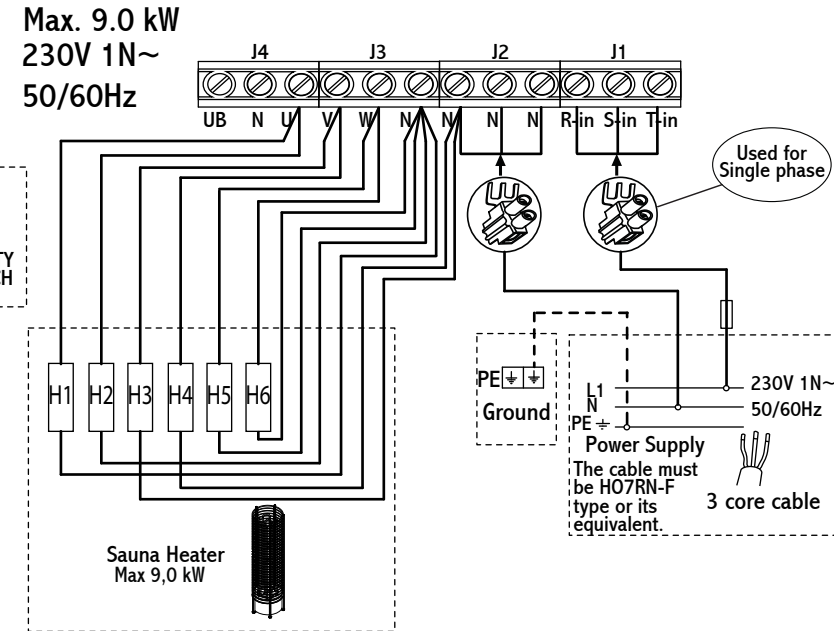 Max. 9.0 kW
230V 1N~
50/60Hz
J4 J3 J2 J1
UB N U V W N N N N R-in S-in T-in
Used for
Single phase
TY
CH
H1 H2 H3 H4 H5 H6
PE
Ground
L1
N
PE
230V 1N~
50/60Hz
Power Supply
The cable must
be HO7RN-F
type or its
equivalent.
3 core cable
Sauna Heater
Max 9,0 kW